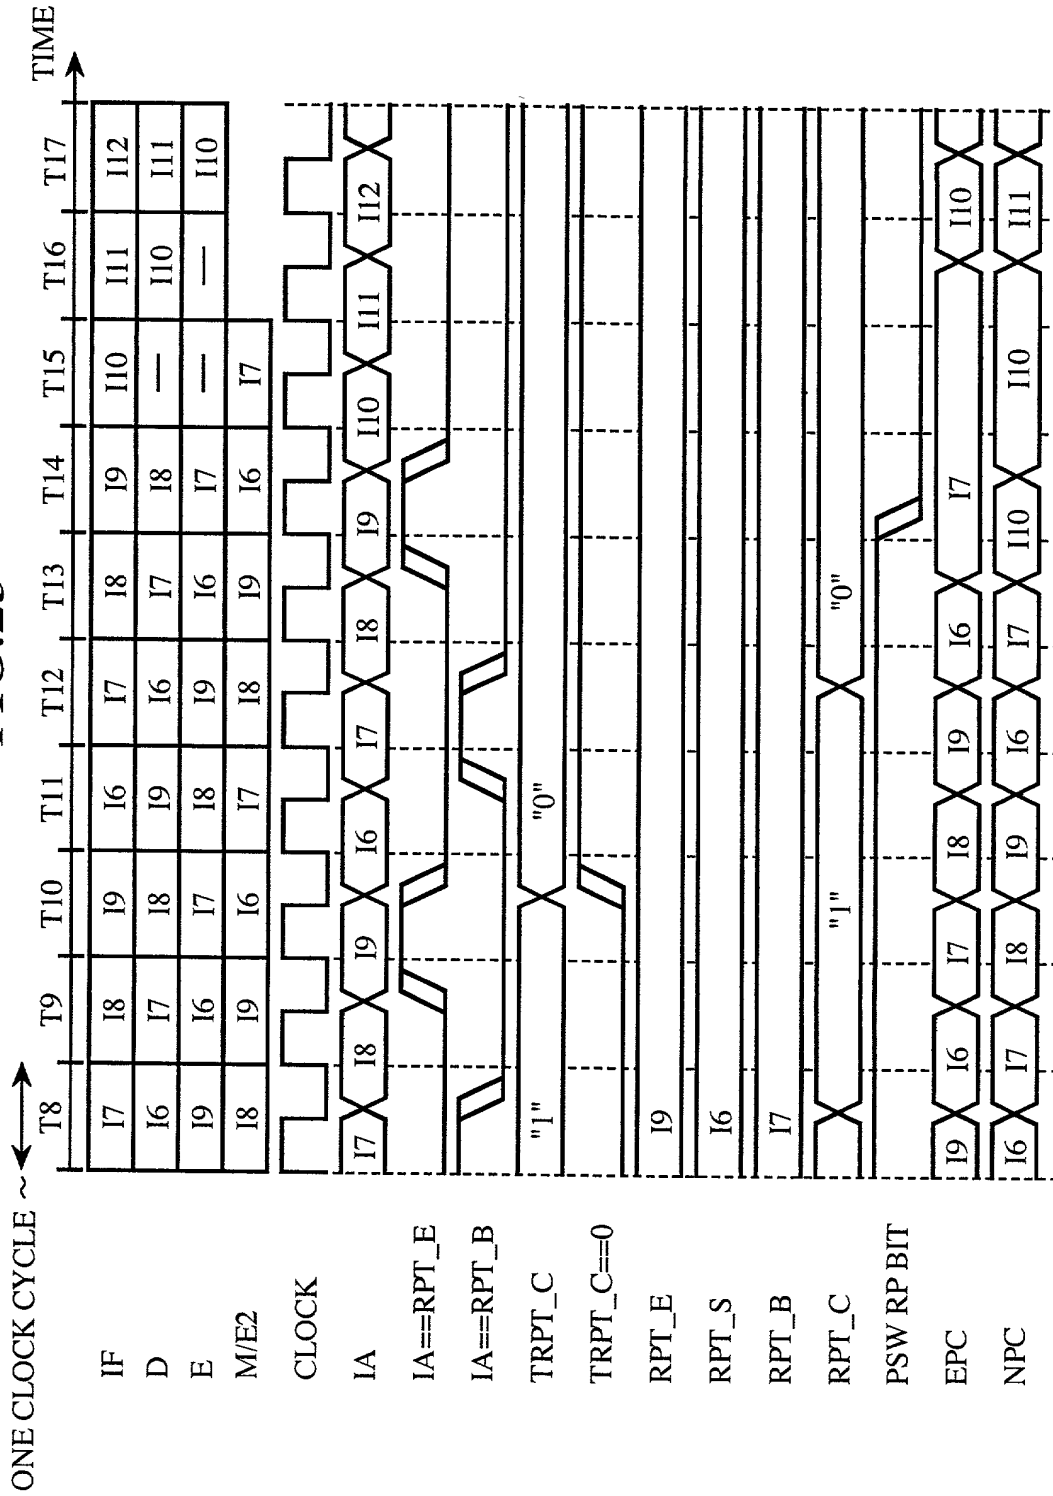 ONE CLOCK CYCLE ~
TIME
T8 T9 T10 T11 T12 T13 T14 T15 T16 T17
IF I7 I8 I9 I6 I7 I8 I9 I10 I11 I12
D I6 I7 I8 I9 I6 I7 I8 — I10 I11
E I9 I6 I7 I8 I9 I6 I7 — — I10
M/E2 I8 I9 I6 I7 I8 I9 I6 I7
CLOCK
IA I7 I8 I9 I6 I7 I8 I9 I10 I11 I12
IA==RPT_E
IA==RPT_B
TRPT_C "1" "0"
TRPT_C==0
RPT_E I9
RPT_S I6
RPT_B I7
RPT_C "1" "0"
PSW RP BIT
EPC I9 I6 I7 I8 I9 I6 I7 I10
NPC I6 I7 I8 I9 I6 I7 I10 I10 I11